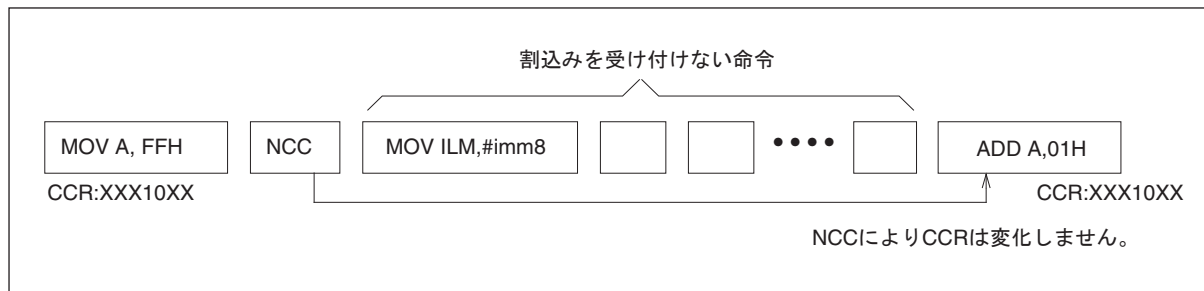 割込みを受け付けない命令
MOV A, FFH NCC MOV ILM,#imm8 •••• ADD A,01H
CCR:XXX10XX CCR:XXX10XX
NCCによりCCRは変化しません。